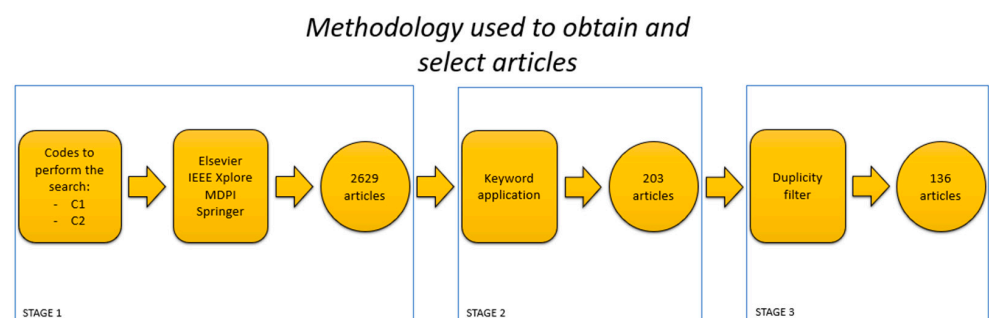 Methodology used to obtain and
select articles
Codes to
perform the
search:
- C1
- C2
Elsevier
IEEE Xplore
MDPI
Springer
2629
articles
STAGE 1
Keyword
application
203
articles
STAGE 2
Duplicity
filter
136
articles
STAGE 3